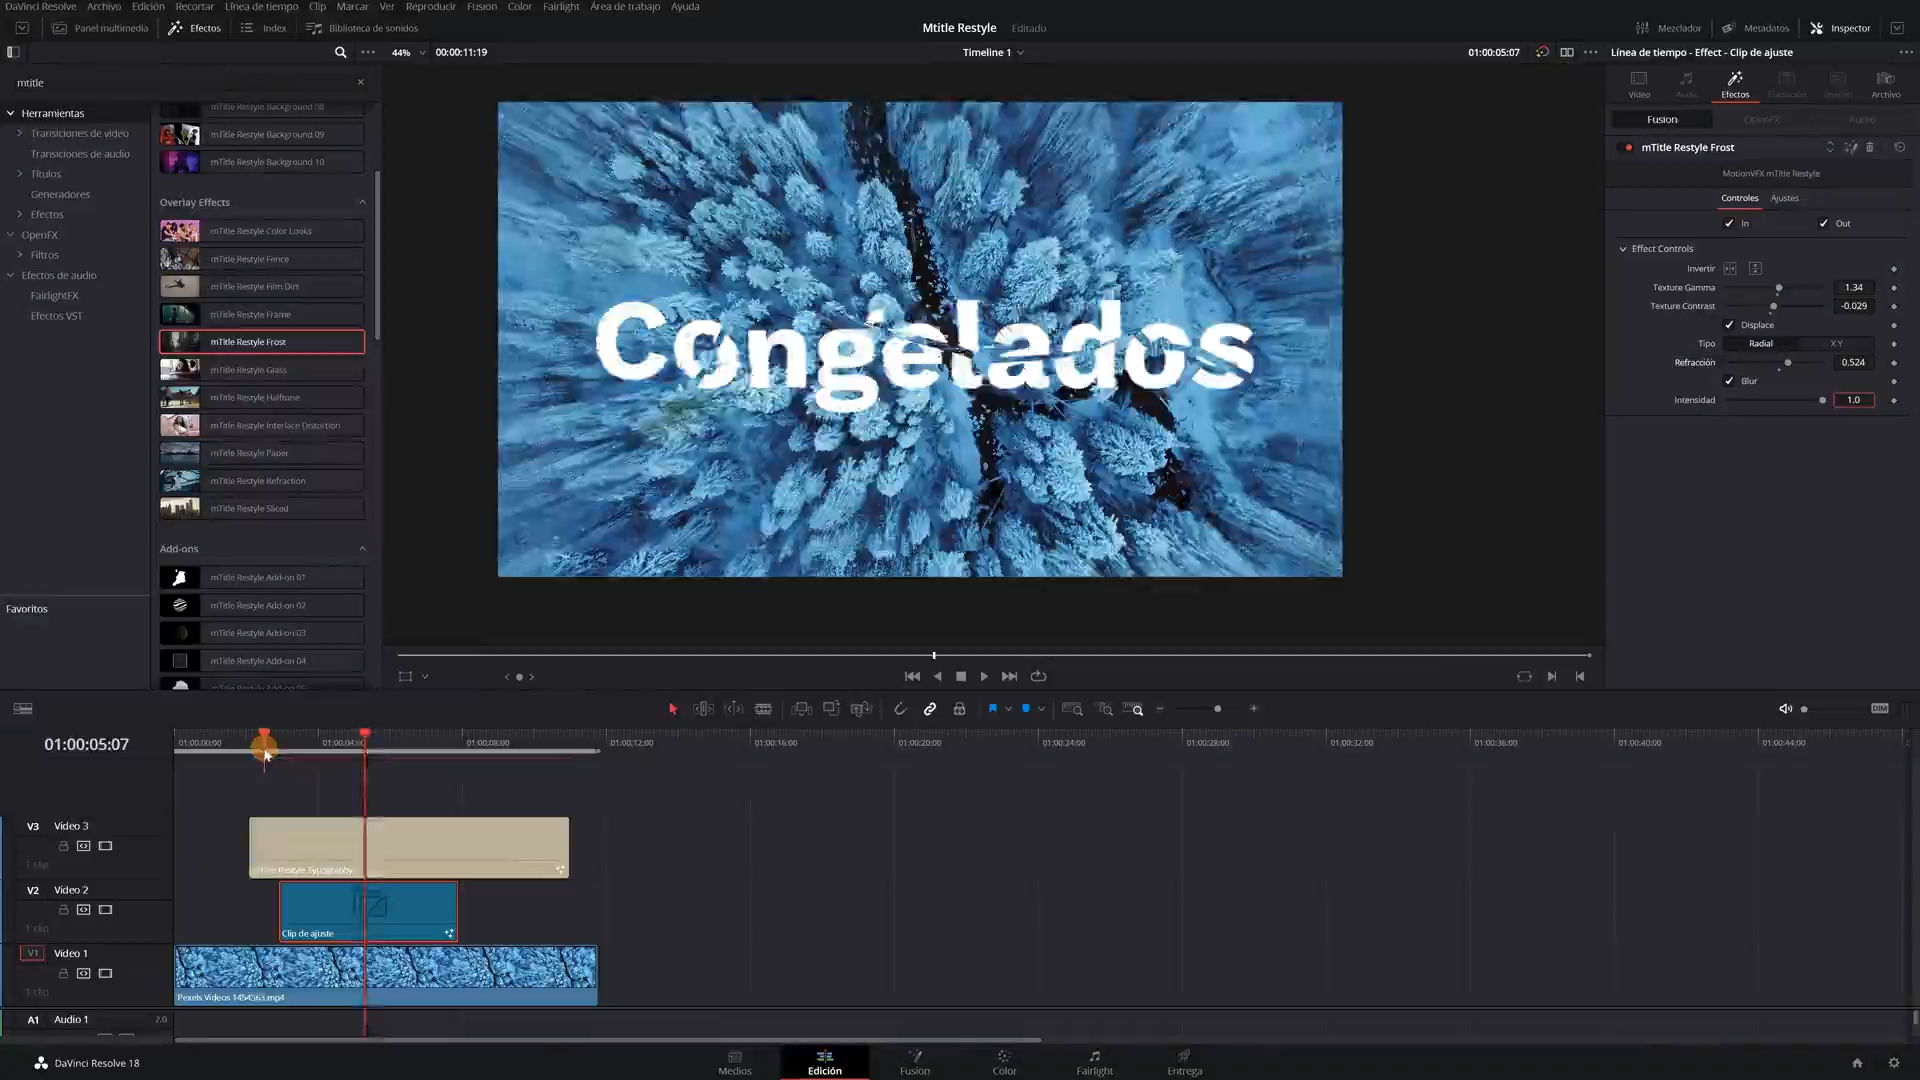 DaVinci Resolve Archivo Edición Recortar Línea de tiempo Clip Marcar Ver Reproducir Fusion Color Fairlight Área de trabajo Ayuda
Panel multimedia Efectos Index Biblioteca de sonidos Mtitle Restyle Editado Mezclador Metadatos Inspector
44% 00:00:11:19 Timeline 1 01:00:05:07 Línea de tiempo - Effect - Clip de ajuste
mtitle
Herramientas
Transiciones de video
Transiciones de audio
Títulos
Generadores
Efectos
OpenFX
Filtros
Efectos de audio
FairlightFX
Efectos VST
Favoritos
mTitle Restyle Background 08
mTitle Restyle Background 09
mTitle Restyle Background 10
Overlay Effects
mTitle Restyle Color Looks
mTitle Restyle Fence
mTitle Restyle Film Dirt
mTitle Restyle Frame
mTitle Restyle Frost
mTitle Restyle Glass
mTitle Restyle Halftone
mTitle Restyle Interlace Distortion
mTitle Restyle Paper
mTitle Restyle Refraction
mTitle Restyle Sliced
Add-ons
mTitle Restyle Add-on 01
mTitle Restyle Add-on 02
mTitle Restyle Add-on 03
mTitle Restyle Add-on 04
Congelados
Video Audio Efectos Transición Imagen Archivo
Fusion OpenFX Audio
mTitle Restyle Frost
MotionVFX mTitle Restyle
Controles Ajustes
In Out
Effect Controls
Invertir
Texture Gamma 1.34
Texture Contrast -0.029
Displace
Tipo Radial X Y
Refracción 0.524
Blur
Intensidad 1.0
DIM
01:00:05:07
01:00:00:00 01:00:04:00 01:00:08:00 01:00:12:00 01:00:16:00 01:00:20:00 01:00:24:00 01:00:28:00 01:00:32:00 01:00:36:00 01:00:40:00 01:00:44:00
V3 Video 3
1 clip
Restyle Typography
V2 Video 2
1 clip
Clip de ajuste
V1 Video 1
1 clip
Pexels Videos 1454563.mp4
A1 Audio 1 2.0
DaVinci Resolve 18
Medios Edición Fusion Color Fairlight Entrega